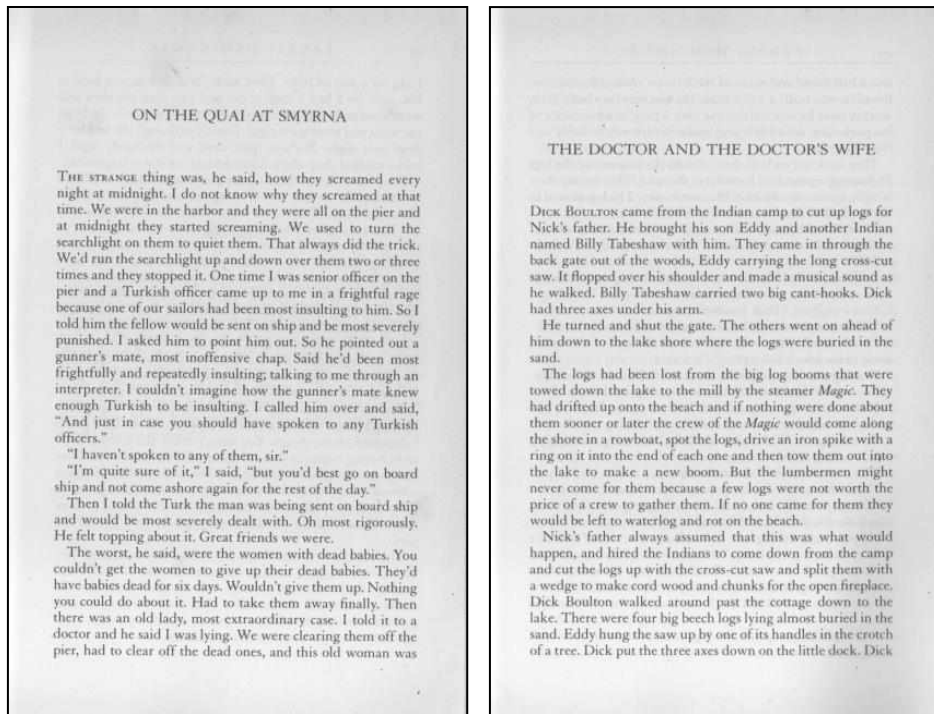 ON THE QUAI AT SMYRNA
THE STRANGE thing was, he said, how they screamed every
night at midnight. I do not know why they screamed at that
time. We were in the harbor and they were all on the pier and
at midnight they started screaming. We used to turn the
searchlight on them to quiet them. That always did the trick.
We'd run the searchlight up and down over them two or three
times and they stopped it. One time I was senior officer on the
pier and a Turkish officer came up to me in a frightful rage
because one of our sailors had been most insulting to him. So I
told him the fellow would be sent on ship and be most severely
punished. I asked him to point him out. So he pointed out a
gunner's mate, most inoffensive chap. Said he'd been most
frightfully and repeatedly insulting; talking to me through an
interpreter. I couldn't imagine how the gunner's mate knew
enough Turkish to be insulting. I called him over and said,
“And just in case you should have spoken to any Turkish
officers.”
“I haven't spoken to any of them, sir.”
“I'm quite sure of it,” I said, “but you'd best go on board
ship and not come ashore again for the rest of the day.”
Then I told the Turk the man was being sent on board ship
and would be most severely dealt with. Oh most rigorously.
He felt topping about it. Great friends we were.
The worst, he said, were the women with dead babies. You
couldn't get the women to give up their dead babies. They'd
have babies dead for six days. Wouldn't give them up. Nothing
you could do about it. Had to take them away finally. Then
there was an old lady, most extraordinary case. I told it to a
doctor and he said I was lying. We were clearing them off the
pier, had to clear off the dead ones, and this old woman was
THE DOCTOR AND THE DOCTOR'S WIFE
DICK BOULTON came from the Indian camp to cut up logs for
Nick's father. He brought his son Eddy and another Indian
named Billy Tabeshaw with him. They came in through the
back gate out of the woods, Eddy carrying the long cross-cut
saw. It flopped over his shoulder and made a musical sound as
he walked. Billy Tabeshaw carried two big cant-hooks. Dick
had three axes under his arm.
He turned and shut the gate. The others went on ahead of
him down to the lake shore where the logs were buried in the
sand.
The logs had been lost from the big log booms that were
towed down the lake to the mill by the steamer Magic. They
had drifted up onto the beach and if nothing were done about
them sooner or later the crew of the Magic would come along
the shore in a rowboat, spot the logs, drive an iron spike with a
ring on it into the end of each one and then tow them out into
the lake to make a new boom. But the lumbermen might
never come for them because a few logs were not worth the
price of a crew to gather them. If no one came for them they
would be left to waterlog and rot on the beach.
Nick's father always assumed that this was what would
happen, and hired the Indians to come down from the camp
and cut the logs up with the cross-cut saw and split them with
a wedge to make cord wood and chunks for the open fireplace.
Dick Boulton walked around past the cottage down to the
lake. There were four big beech logs lying almost buried in the
sand. Eddy hung the saw up by one of its handles in the crotch
of a tree. Dick put the three axes down on the little dock. Dick